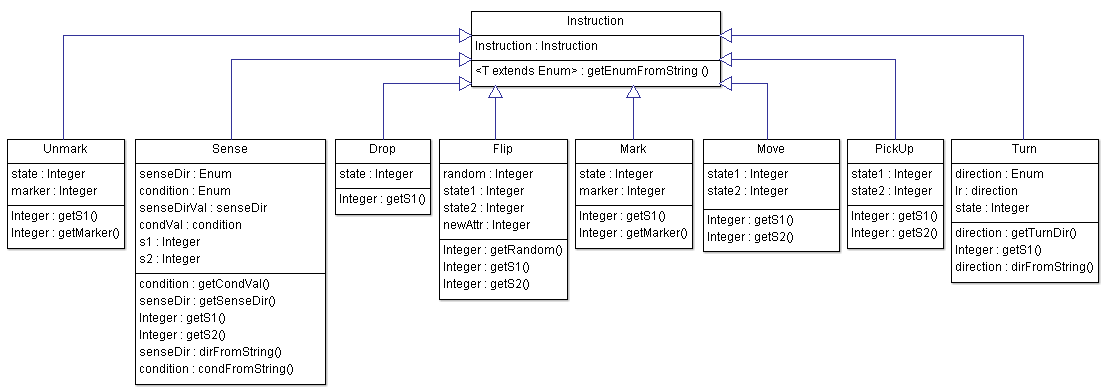 Instruction
Instruction : Instruction
<T extends Enum> : getEnumFromString ()
Unmark
state : Integer
marker : Integer
Integer : getS1()
Integer : getMarker()
Sense
senseDir : Enum
condition : Enum
senseDirVal : senseDir
condVal : condition
s1 : Integer
s2 : Integer
condition : getCondVal()
senseDir : getSenseDir()
Integer : getS1()
Integer : getS2()
senseDir : dirFromString()
condition : condFromString()
Drop
state : Integer
Integer : getS1()
Flip
random : Integer
state1 : Integer
state2 : Integer
newAttr : Integer
Integer : getRandom()
Integer : getS1()
Integer : getS2()
Mark
state : Integer
marker : Integer
Integer : getS1()
Integer : getMarker()
Move
state1 : Integer
state2 : Integer
Integer : getS1()
Integer : getS2()
PickUp
state1 : Integer
state2 : Integer
Integer : getS1()
Integer : getS2()
Turn
direction : Enum
lr : direction
state : Integer
direction : getTurnDir()
Integer : getS1()
direction : dirFromString()